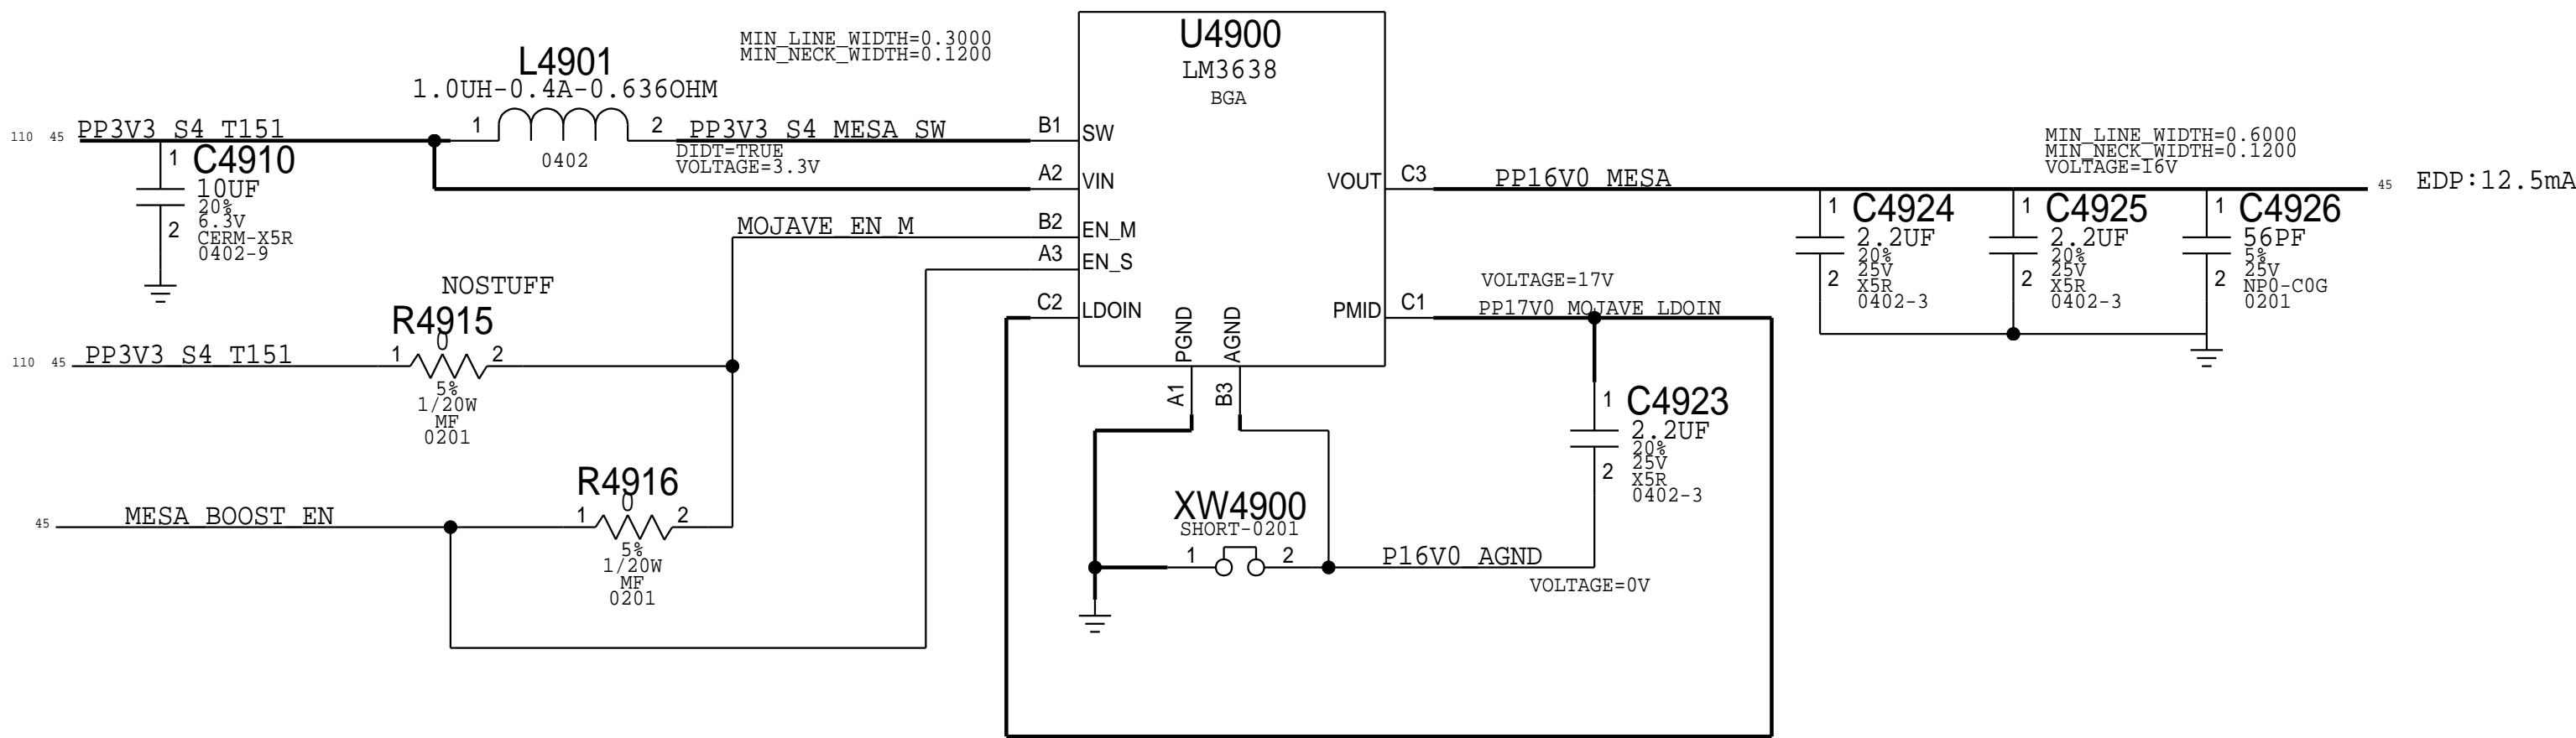 U4900
LM3638
BGA
MIN_LINE_WIDTH=0.3000
MIN_NECK_WIDTH=0.1200
L4901
1.0UH-0.4A-0.636OHM
110 45 PP3V3_S4_T151
1
2
PP3V3_S4_MESA_SW
0402
DIDT=TRUE
VOLTAGE=3.3V
B1 SW
A2 VIN
B2 EN_M
A3 EN_S
C2 LDOIN
VOUT C3
PMID C1
PGND
AGND
A1
B3
1
C4910
10UF
20%
6.3V
2
CERM-X5R
0402-9
MOJAVE_EN_M
NOSTUFF
R4915
0
110 45 PP3V3_S4_T151
1
2
5%
1/20W
MF
0201
R4916
0
45 MESA_BOOST_EN
1
2
5%
1/20W
MF
0201
XW4900
SHORT-0201
1
2
P16V0_AGND
VOLTAGE=0V
VOLTAGE=17V
PP17V0_MOJAVE_LDOIN
1
C4923
2.2UF
20%
25V
2
X5R
0402-3
PP16V0_MESA
MIN_LINE_WIDTH=0.6000
MIN_NECK_WIDTH=0.1200
VOLTAGE=16V
45 EDP:12.5mA
1
C4924
2.2UF
20%
25V
2
X5R
0402-3
1
C4925
2.2UF
20%
25V
2
X5R
0402-3
1
C4926
56PF
5%
25V
2
NP0-C0G
0201